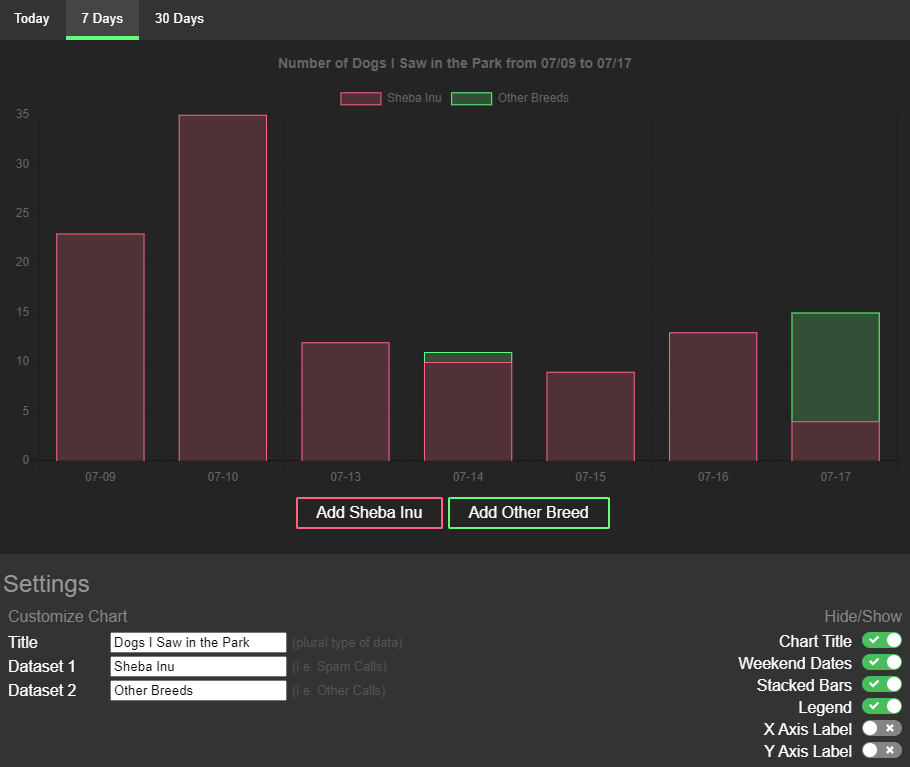 Today 7 Days 30 Days
Number of Dogs I Saw in the Park from 07/09 to 07/17
Sheba Inu Other Breeds
35
30
25
20
15
10
5
0
07-09 07-10 07-13 07-14 07-15 07-16 07-17
Add Sheba Inu Add Other Breed
Settings
Customize Chart
Title Dogs I Saw in the Park (plural type of data)
Dataset 1 Sheba Inu (i.e. Spam Calls)
Dataset 2 Other Breeds (i.e. Other Calls)
Hide/Show
Chart Title
Weekend Dates
Stacked Bars
Legend
X Axis Label
Y Axis Label